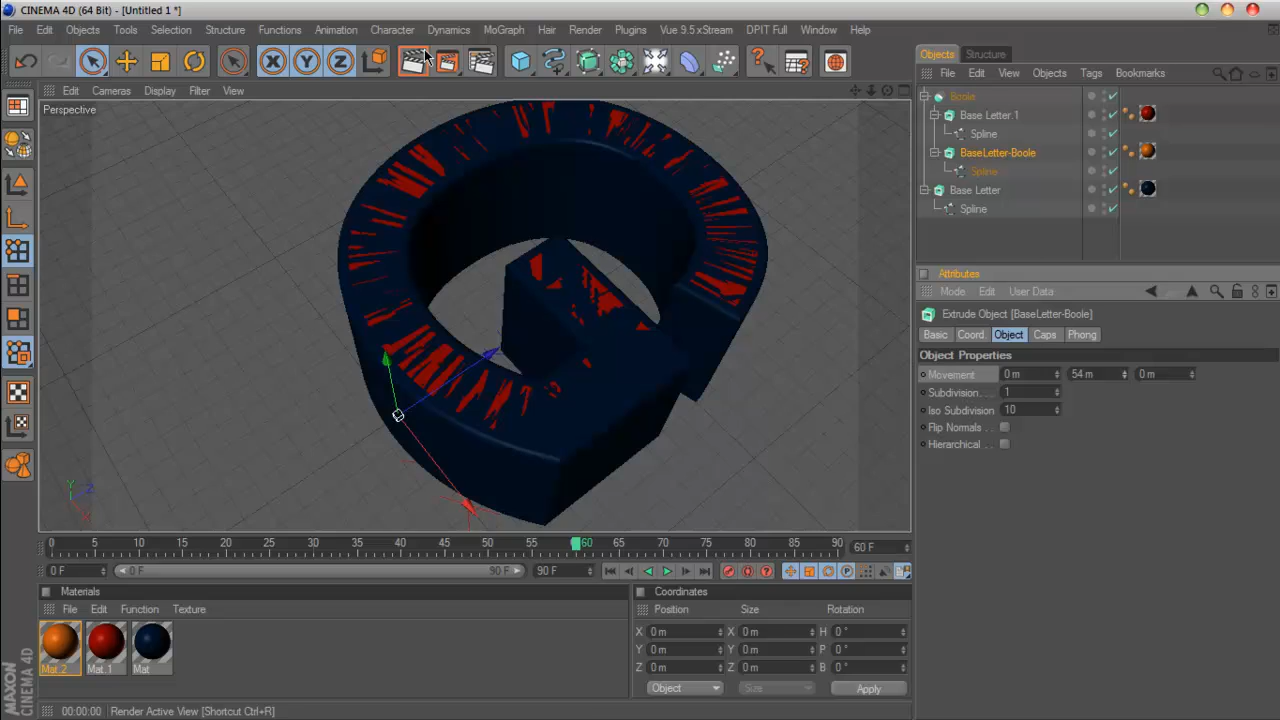 CINEMA 4D (64 Bit) - [Untitled 1 *]
File Edit Objects Tools Selection Structure Functions Animation Character Dynamics MoGraph Hair Render Plugins Vue 9.5 xStream DPIT Full Window Help
Objects Structure
File Edit View Objects Tags Bookmarks
Edit Cameras Display Filter View
Perspective
Boole
Base Letter.1
Spline
BaseLetter-Boole
Spline
Base Letter
Spline
Attributes
Mode Edit User Data
Extrude Object [BaseLetter-Boole]
Basic Coord. Object Caps Phong
Object Properties
Movement 0 m 54 m 0 m
Subdivision. . . 1
Iso Subdivision 10
Flip Normals . .
Hierarchical . . .
Y Z X
0 5 10 15 20 25 30 35 40 45 50 55 60 65 70 75 80 85 90 60 F
0 F 0 F 90 F 90 F
Materials
File Edit Function Texture
Mat.2 Mat.1 Mat
Coordinates
Position Size Rotation
X 0 m X 0 m H 0 °
Y 0 m Y 0 m P 0 °
Z 0 m Z 0 m B 0 °
Object Size Apply
MAXON
CINEMA 4D
00:00:00 Render Active View [Shortcut Ctrl+R]